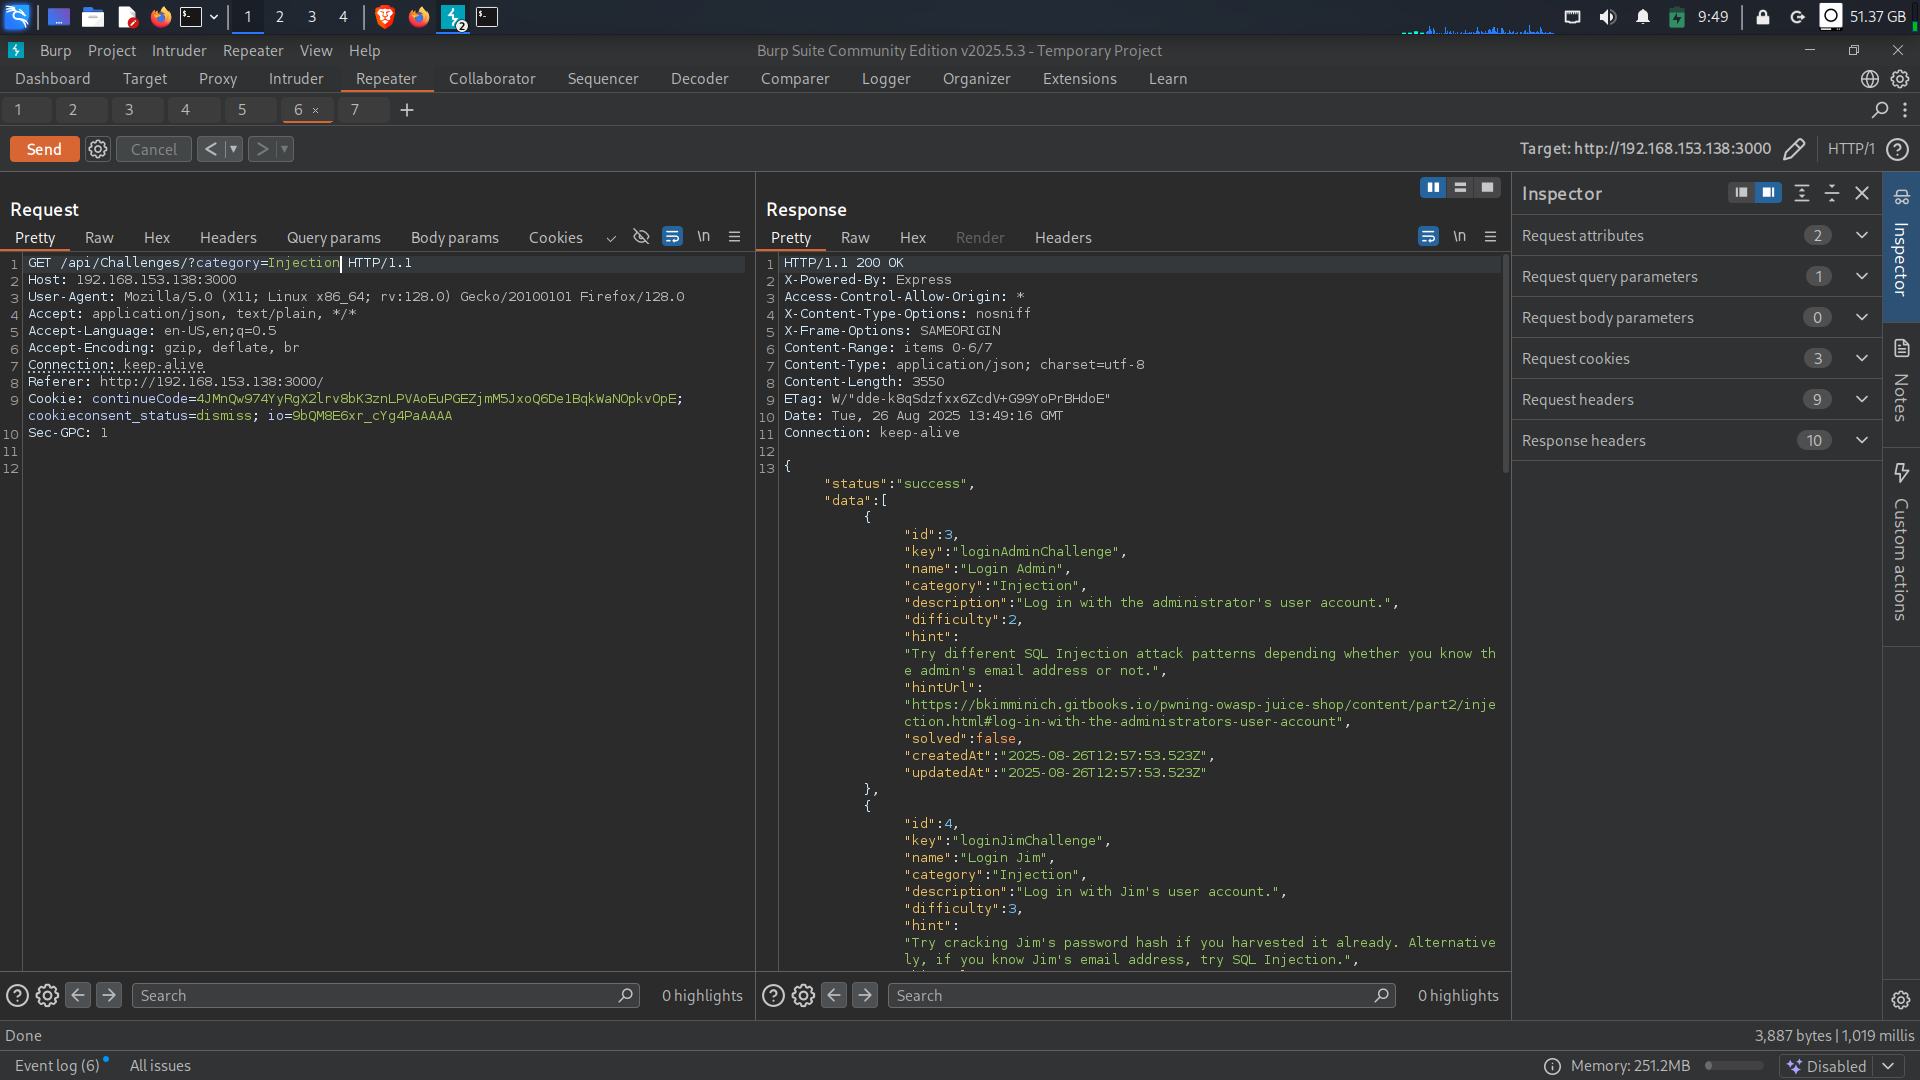 1 2 3 4 2 9:49 51.37 GB
Burp Project Intruder Repeater View Help Burp Suite Community Edition v2025.5.3 - Temporary Project
Dashboard Target Proxy Intruder Repeater Collaborator Sequencer Decoder Comparer Logger Organizer Extensions Learn
1 2 3 4 5 6 × 7 +
Send Cancel < > Target: http://192.168.153.138:3000 HTTP/1 ?
Request
Pretty Raw Hex Headers Query params Body params Cookies \n
1 GET /api/Challenges/?category=Injection HTTP/1.1
2 Host: 192.168.153.138:3000
3 User-Agent: Mozilla/5.0 (X11; Linux x86_64; rv:128.0) Gecko/20100101 Firefox/128.0
4 Accept: application/json, text/plain, */*
5 Accept-Language: en-US,en;q=0.5
6 Accept-Encoding: gzip, deflate, br
7 Connection: keep-alive
8 Referer: http://192.168.153.138:3000/
9 Cookie: continueCode=4JMnQw974YyRgX2lrv8bK3znLPVAoEuPGEZjmM5JxoQ6De1BqkWaNOpkvOpE;
cookieconsent_status=dismiss; io=9bQM8E6xr_cYg4PaAAAA
10 Sec-GPC: 1
11
12
Response
Pretty Raw Hex Render Headers \n
1 HTTP/1.1 200 OK
2 X-Powered-By: Express
3 Access-Control-Allow-Origin: *
4 X-Content-Type-Options: nosniff
5 X-Frame-Options: SAMEORIGIN
6 Content-Range: items 0-6/7
7 Content-Type: application/json; charset=utf-8
8 Content-Length: 3550
9 ETag: W/"dde-k8qSdzfxx6ZcdV+G99YoPrBHdoE"
10 Date: Tue, 26 Aug 2025 13:49:16 GMT
11 Connection: keep-alive
12
13 {
"status":"success",
"data":[
{
"id":3,
"key":"loginAdminChallenge",
"name":"Login Admin",
"category":"Injection",
"description":"Log in with the administrator's user account.",
"difficulty":2,
"hint":
"Try different SQL Injection attack patterns depending whether you know th
e admin's email address or not.",
"hintUrl":
"https://bkimminich.gitbooks.io/pwning-owasp-juice-shop/content/part2/inje
ction.html#log-in-with-the-administrators-user-account",
"solved":false,
"createdAt":"2025-08-26T12:57:53.523Z",
"updatedAt":"2025-08-26T12:57:53.523Z"
},
{
"id":4,
"key":"loginJimChallenge",
"name":"Login Jim",
"category":"Injection",
"description":"Log in with Jim's user account.",
"difficulty":3,
"hint":
"Try cracking Jim's password hash if you harvested it already. Alternative
ly, if you know Jim's email address, try SQL Injection.",
Inspector
Request attributes 2
Request query parameters 1
Request body parameters 0
Request cookies 3
Request headers 9
Response headers 10
Inspector
Notes
Custom actions
? Search 0 highlights
? Search 0 highlights
Done 3,887 bytes | 1,019 millis
Event log (6) All issues Memory: 251.2MB Disabled